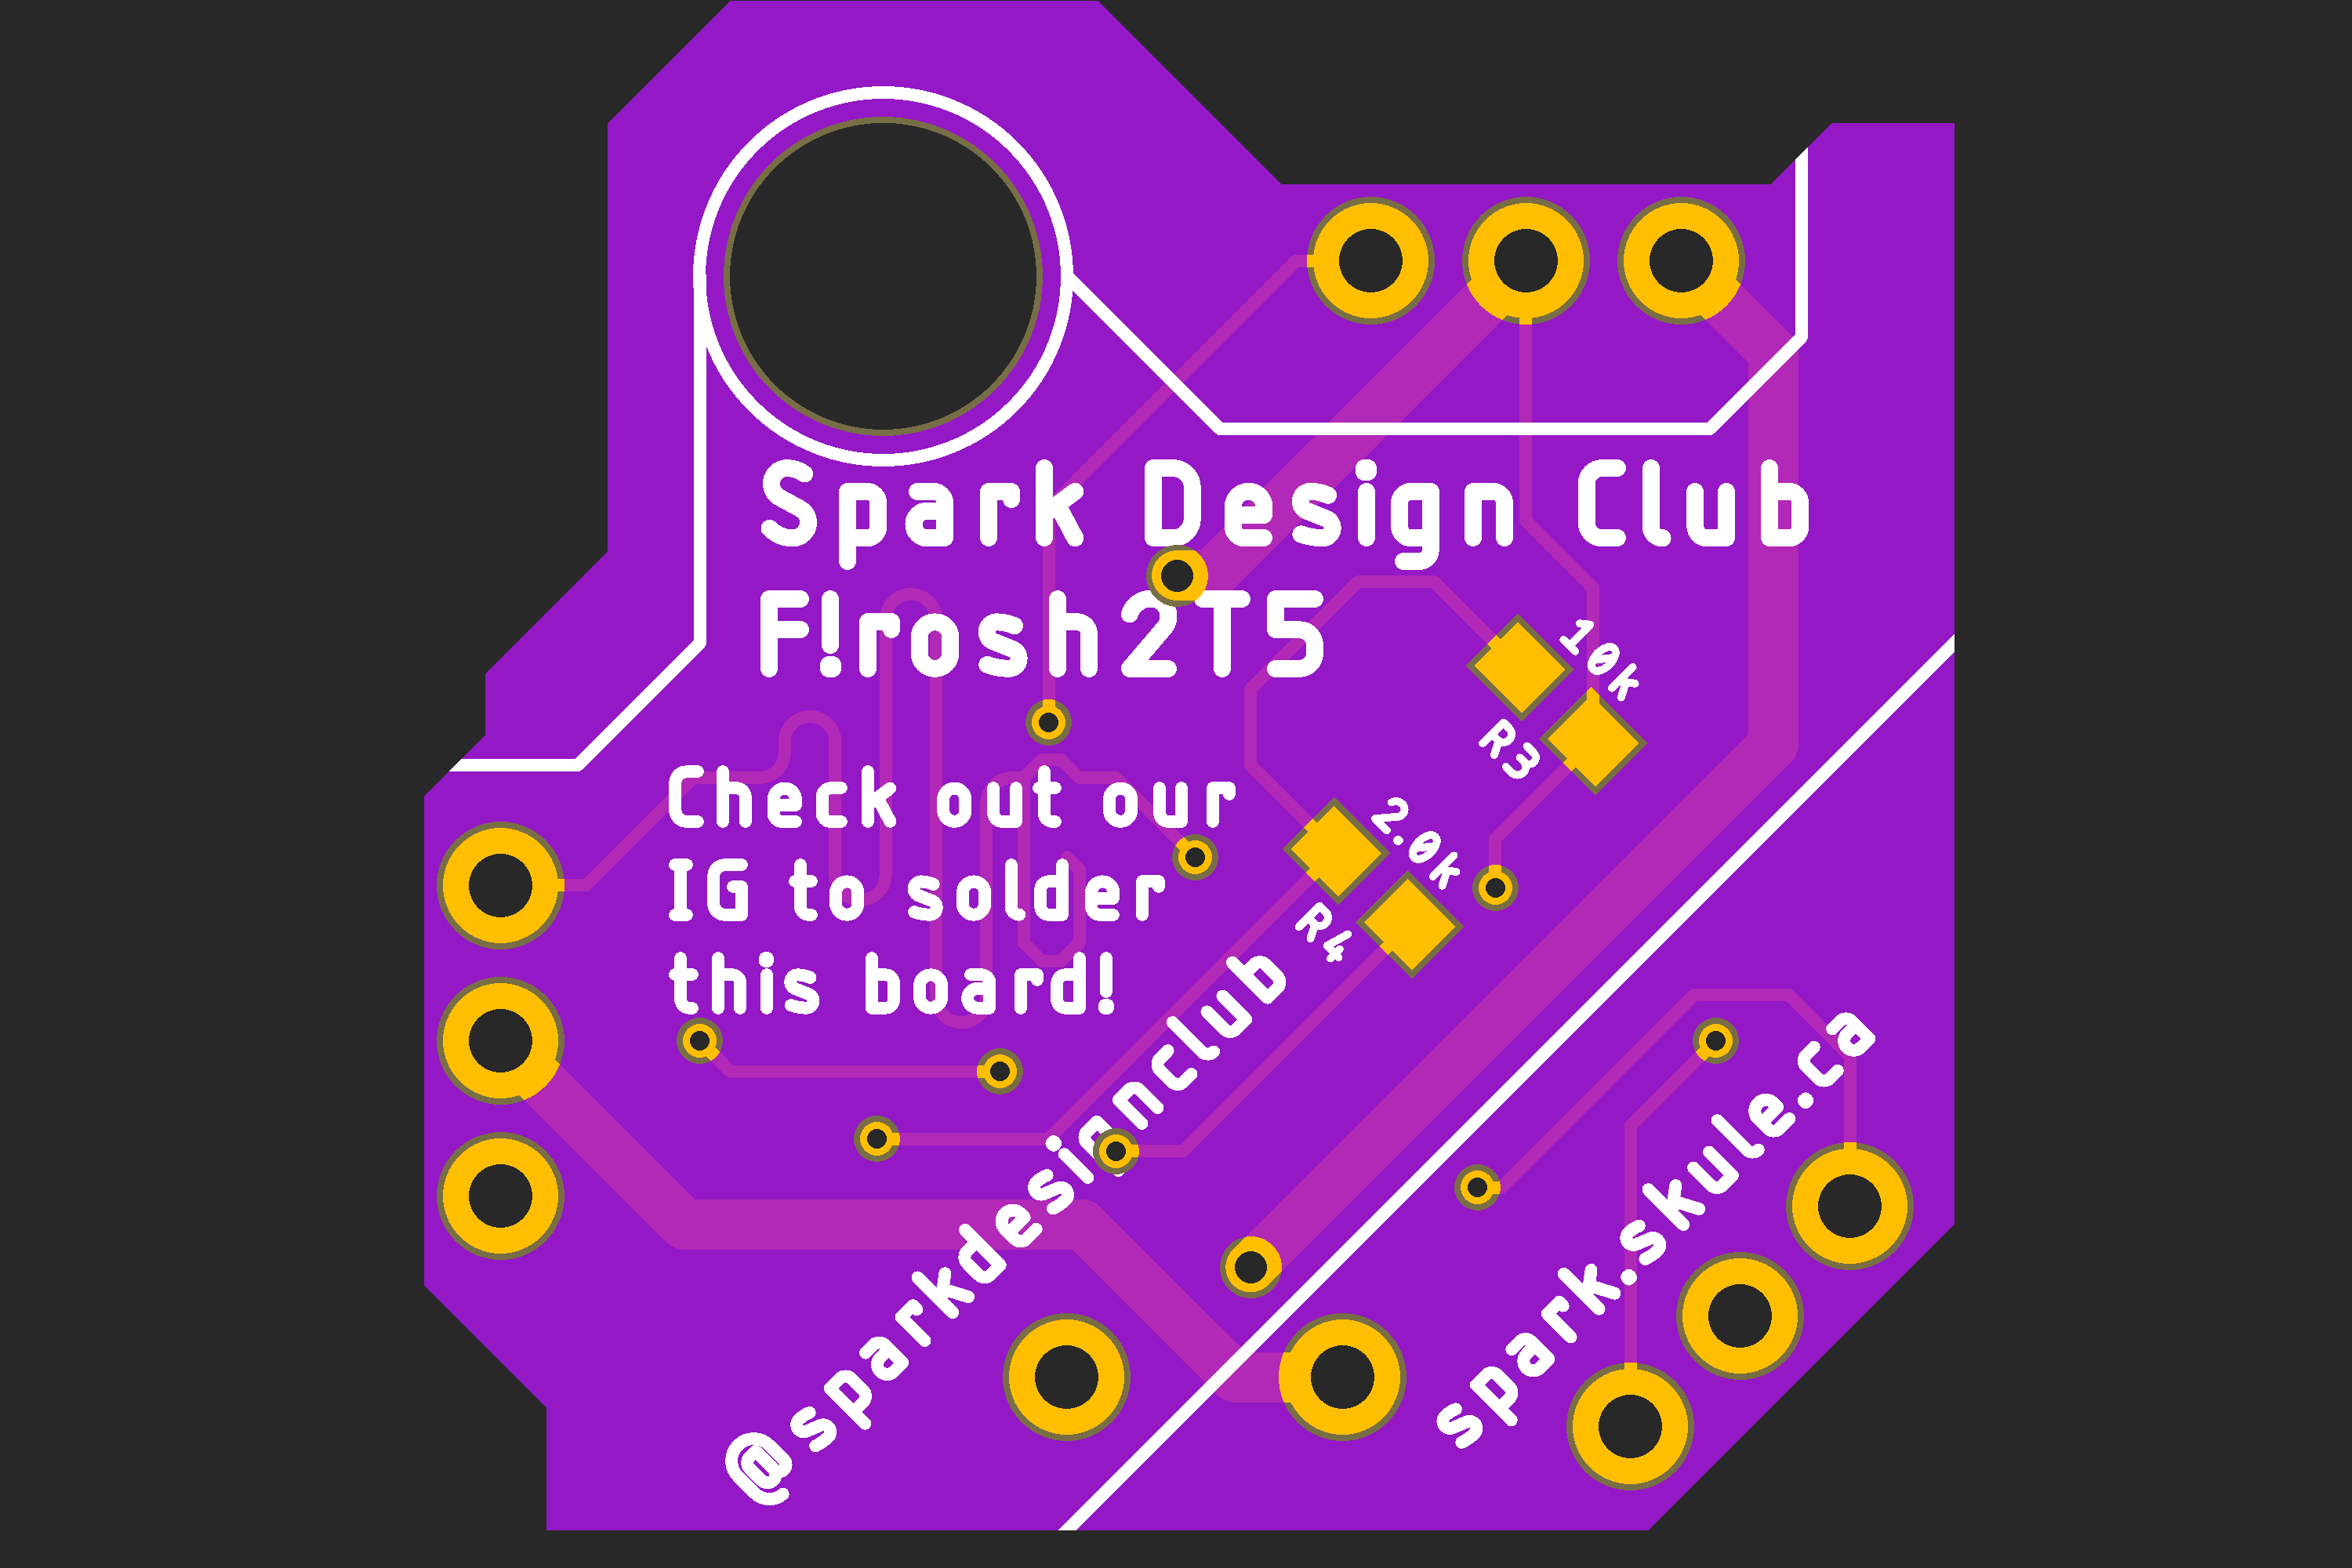 Spark Design Club
F!rosh2T5
10k
R3
Check out our
IG to solder
this board!
2.0k
R4
@sparkdesignclub
spark.skule.ca